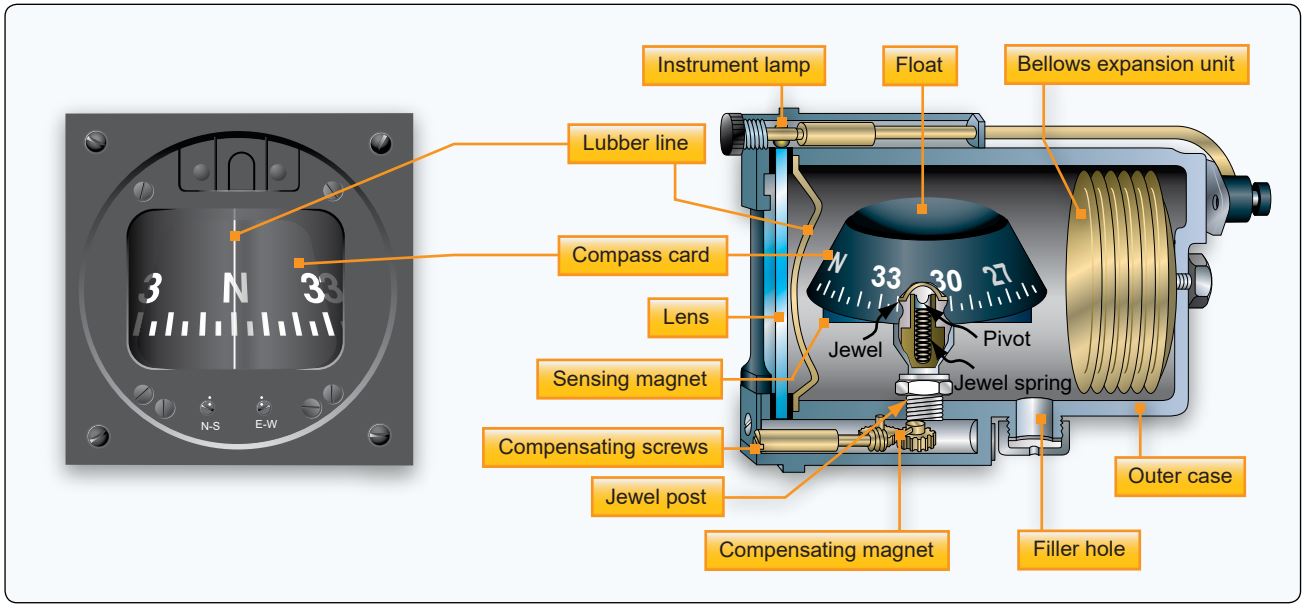 Instrument lamp
Float
Bellows expansion unit
Lubber line
Compass card
Lens
Sensing magnet
Compensating screws
Jewel post
Compensating magnet
Filler hole
Outer case
3 N 33
N-S E-W
N 33 30 27
Jewel
Pivot
Jewel spring